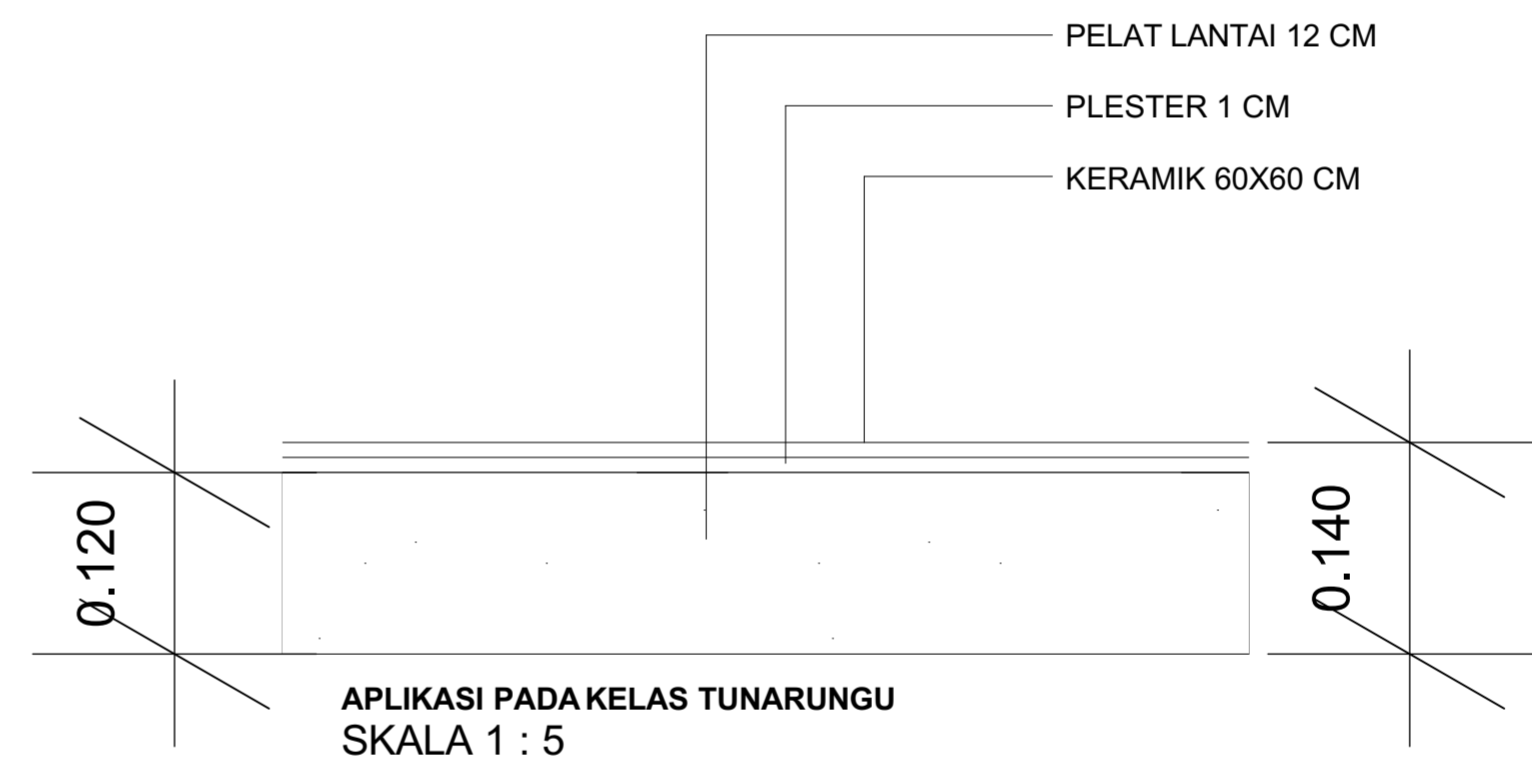 PELAT LANTAI 12 CM
PLESTER 1 CM
KERAMIK 60X60 CM
0.120
0.140
APLIKASI PADA KELAS TUNARUNGU
SKALA 1 : 5